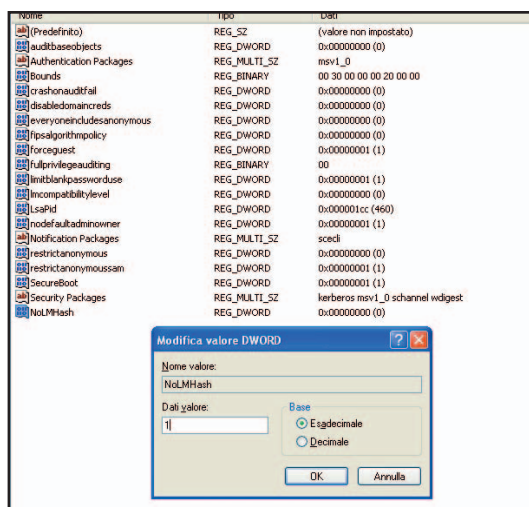 Nome Tipo Dati
(Predefinito) REG_SZ (valore non impostato)
auditbaseobjects REG_DWORD 0x00000000 (0)
Authentication Packages REG_MULTI_SZ msv1_0
Bounds REG_BINARY 00 30 00 00 00 20 00 00
crashonauditfail REG_DWORD 0x00000000 (0)
disabledomaincreds REG_DWORD 0x00000000 (0)
everyoneincludesanonymous REG_DWORD 0x00000000 (0)
fipsalgorithmpolicy REG_DWORD 0x00000000 (0)
forceguest REG_DWORD 0x00000001 (1)
fullprivilegeauditing REG_BINARY 00
limitblankpassworduse REG_DWORD 0x00000001 (1)
lmcompatibilitylevel REG_DWORD 0x00000000 (0)
LsaPid REG_DWORD 0x000001cc (460)
nodefaultadminowner REG_DWORD 0x00000001 (1)
Notification Packages REG_MULTI_SZ scecli
restrictanonymous REG_DWORD 0x00000000 (0)
restrictanonymoussam REG_DWORD 0x00000001 (1)
SecureBoot REG_DWORD 0x00000001 (1)
Security Packages REG_MULTI_SZ kerberos msv1_0 schannel wdigest
NoLMHash REG_DWORD 0x00000000 (0)
Modifica valore DWORD
Nome valore:
NoLMHash
Dati valore: Base
1 Esadecimale
Decimale
OK Annulla